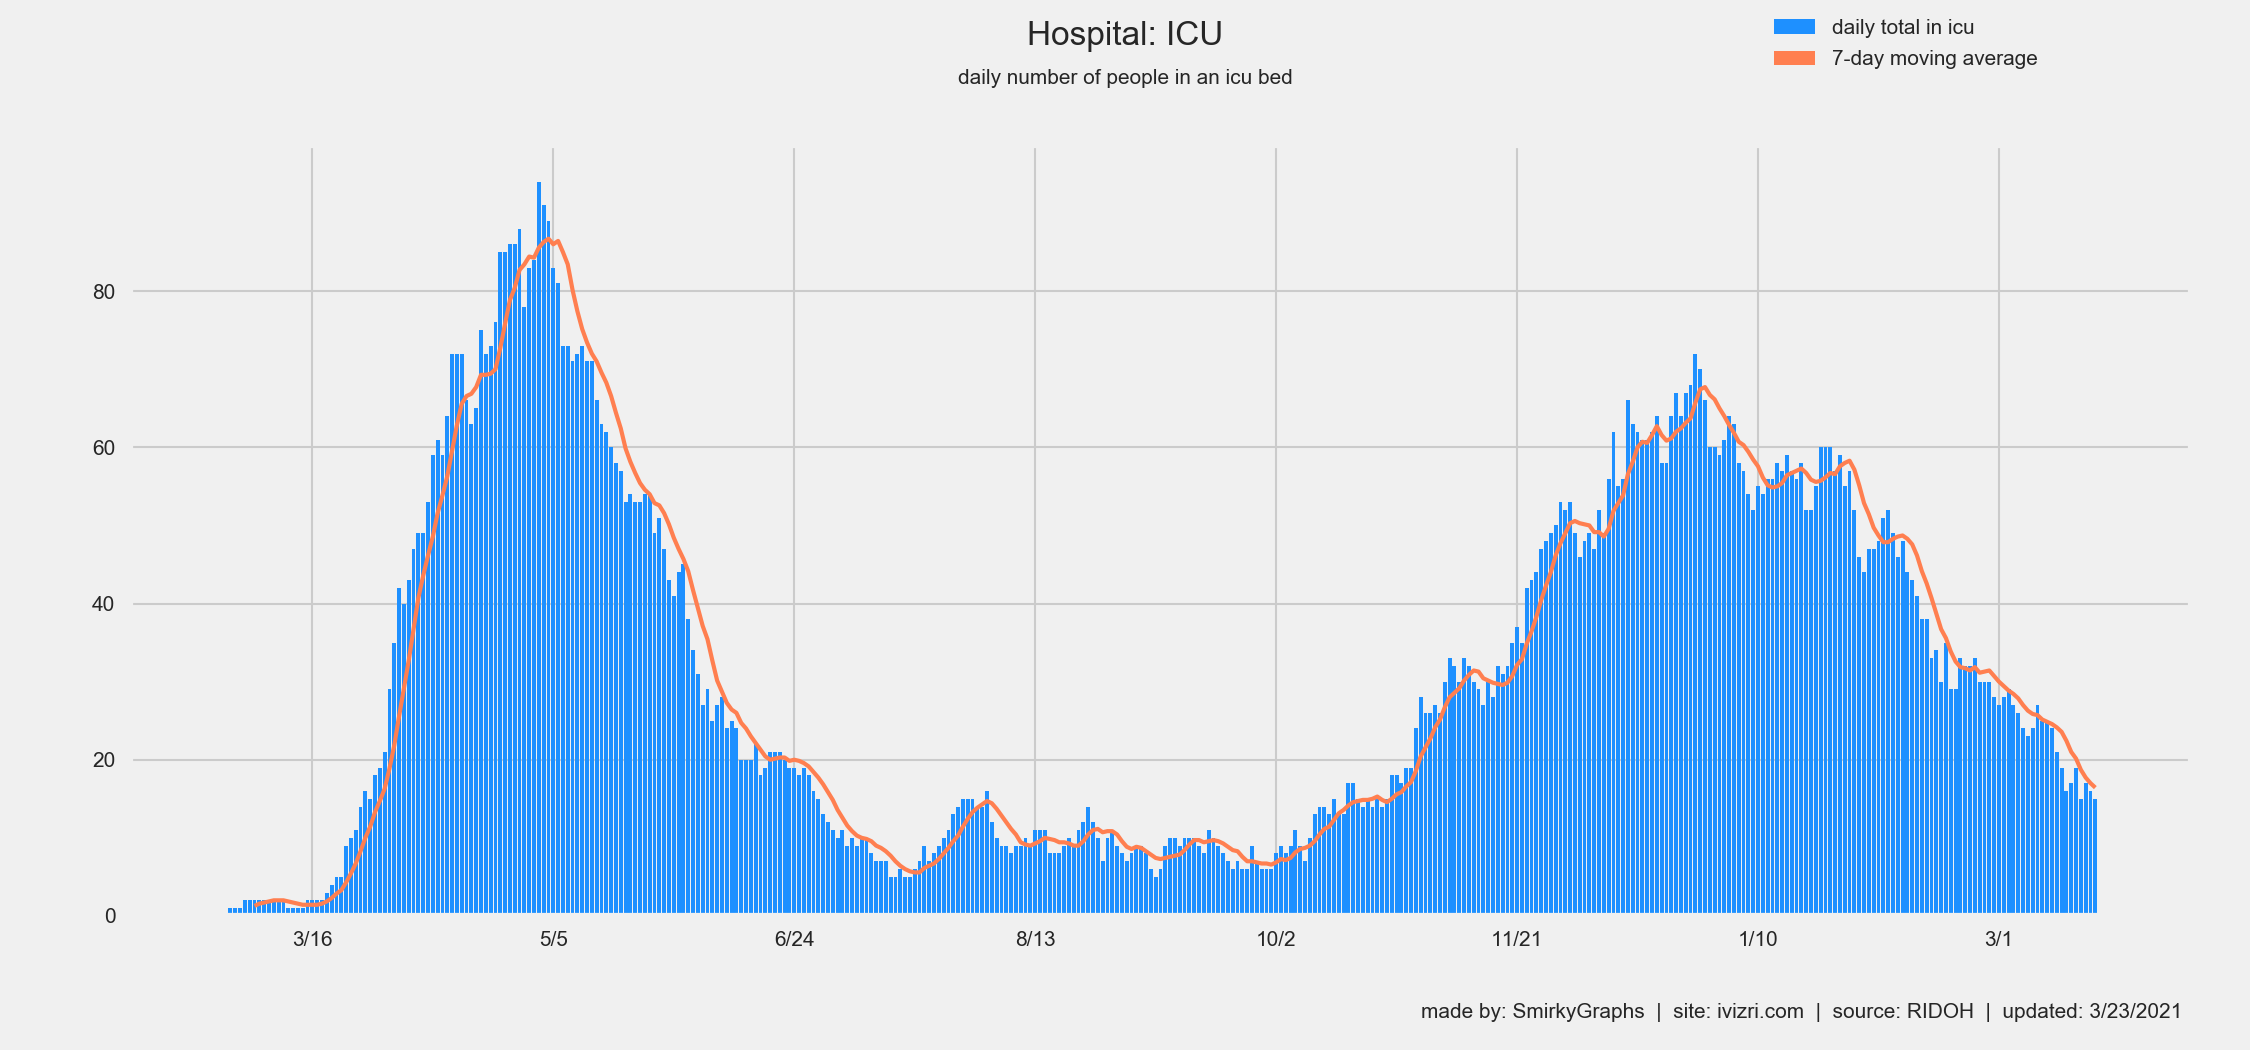 Hospital: ICU
daily number of people in an icu bed
daily total in icu
7-day moving average
80
60
40
20
0
3/16 5/5 6/24 8/13 10/2 11/21 1/10 3/1
made by: SmirkyGraphs | site: ivizri.com | source: RIDOH | updated: 3/23/2021